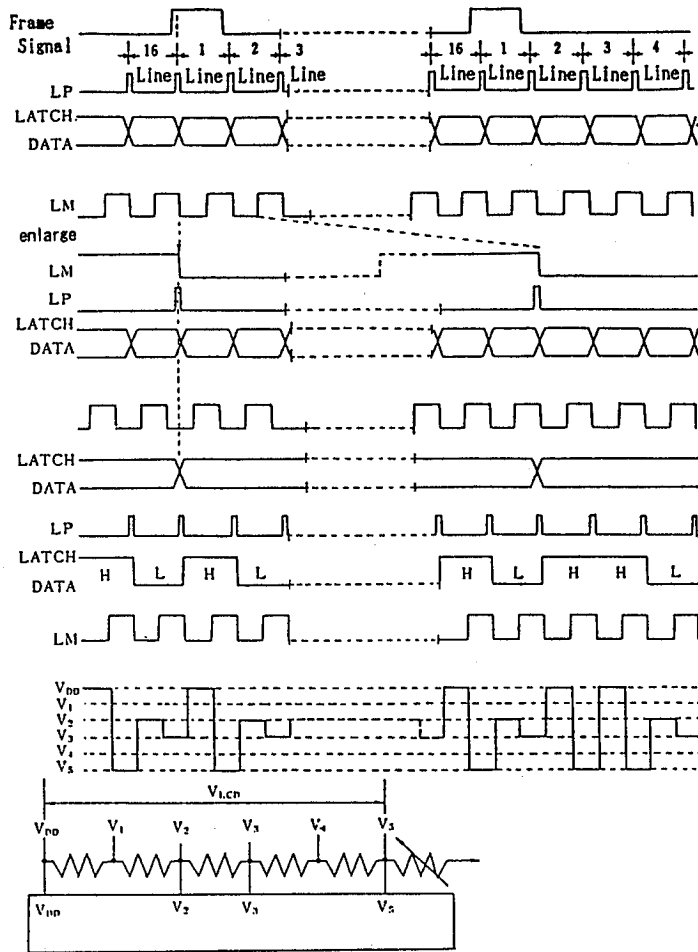 Frame
Signal
16 1 2 3 16 1 2 3 4
Line Line Line Line Line Line Line Line Line
LP
LATCH
DATA
LM
enlarge
LM
LP
LATCH
DATA
LATCH
DATA
LP
LATCH
DATA
H L H L H L H H L
LM
VDD
V1
V2
V3
V4
V5
VLCD
VDD V1 V2 V3 V4 V5
VDD V2 V3 V5